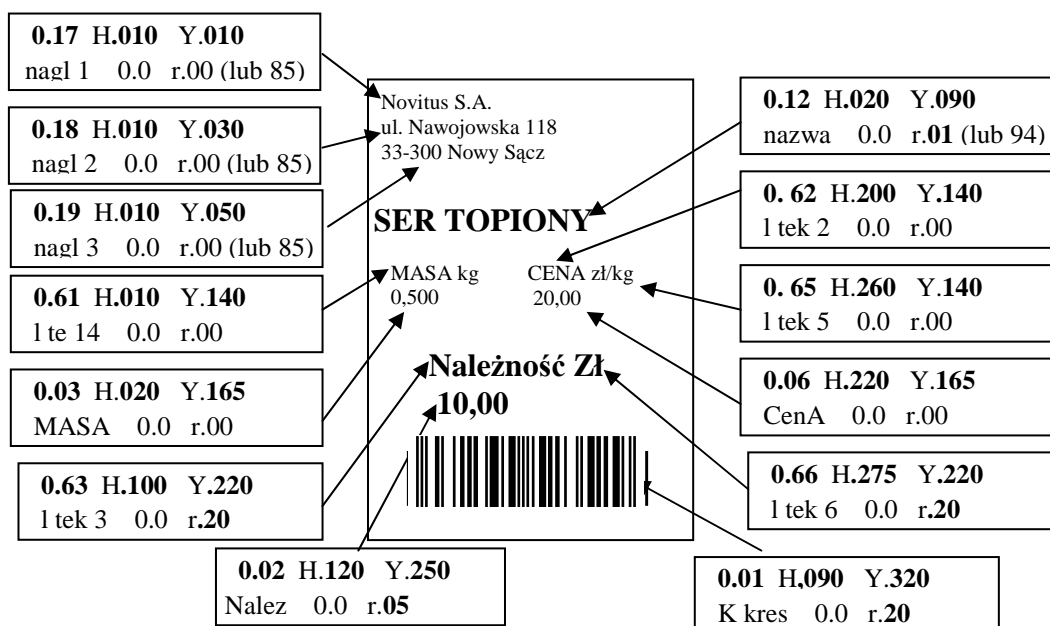 0.17 H.010 Y.010
nagl 1 0.0 r.00 (lub 85)
0.18 H.010 Y.030
nagl 2 0.0 r.00 (lub 85)
0.19 H.010 Y.050
nagl 3 0.0 r.00 (lub 85)
0.61 H.010 Y.140
l te 14 0.0 r.00
0.03 H.020 Y.165
MASA 0.0 r.00
0.63 H.100 Y.220
l tek 3 0.0 r.20
0.02 H.120 Y.250
Nalez 0.0 r.05
Novitus S.A.
ul. Nawojowska 118
33-300 Nowy Sącz
SER TOPIONY
MASA kg CENA zł/kg
0,500 20,00
Należność Zł
10,00
0.12 H.020 Y.090
nazwa 0.0 r.01 (lub 94)
0. 62 H.200 Y.140
l tek 2 0.0 r.00
0. 65 H.260 Y.140
l tek 5 0.0 r.00
0.06 H.220 Y.165
CenA 0.0 r.00
0.66 H.275 Y.220
l tek 6 0.0 r.20
0.01 H,090 Y.320
K kres 0.0 r.20